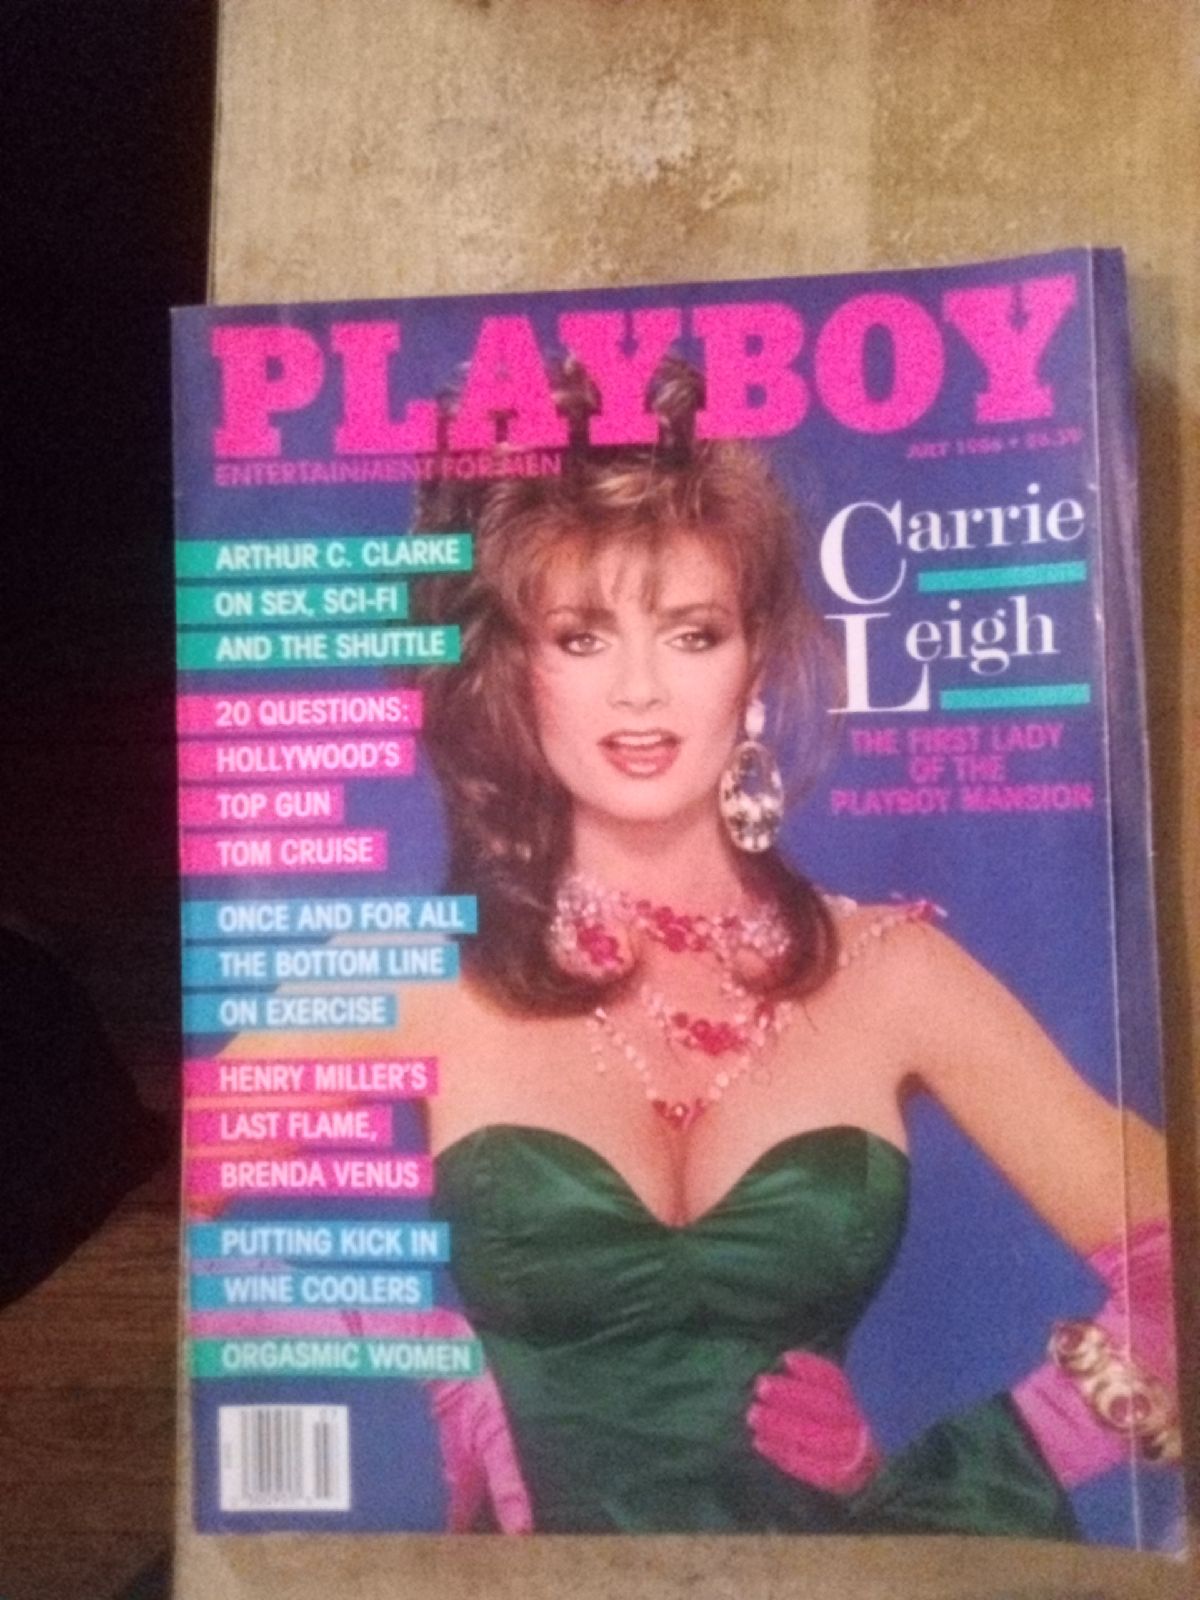 PLAYBOY
ENTERTAINMENT FOR MEN
JULY 1986 •
Carrie
Leigh
THE FIRST LADY
OF THE
PLAYBOY MANSION
ARTHUR C. CLARKE
ON SEX, SCI-FI
AND THE SHUTTLE
20 QUESTIONS:
HOLLYWOOD'S
TOP GUN
TOM CRUISE
ONCE AND FOR ALL
THE BOTTOM LINE
ON EXERCISE
HENRY MILLER'S
LAST FLAME,
BRENDA VENUS
PUTTING KICK IN
WINE COOLERS
ORGASMIC WOMEN